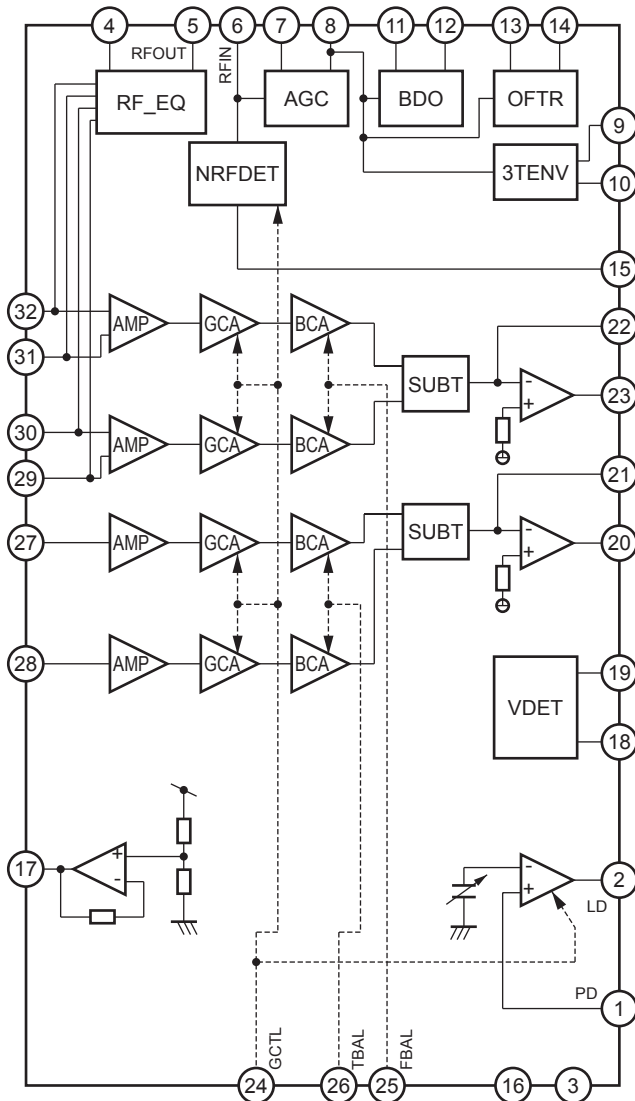 4 5 6 7 8 11 12 13 14
RFOUT RFIN
RF_EQ AGC BDO OFTR
9
NRFDET 3TENV
10
15
32 AMP GCA BCA
22
31
SUBT - 23
+
30 AMP GCA BCA
29
21
27 AMP GCA BCA SUBT - 20
+
28 AMP GCA BCA
19
VDET
18
17 + - 2
- +
LD
PD
1
GCTL TBAL FBAL
24 26 25 16 3